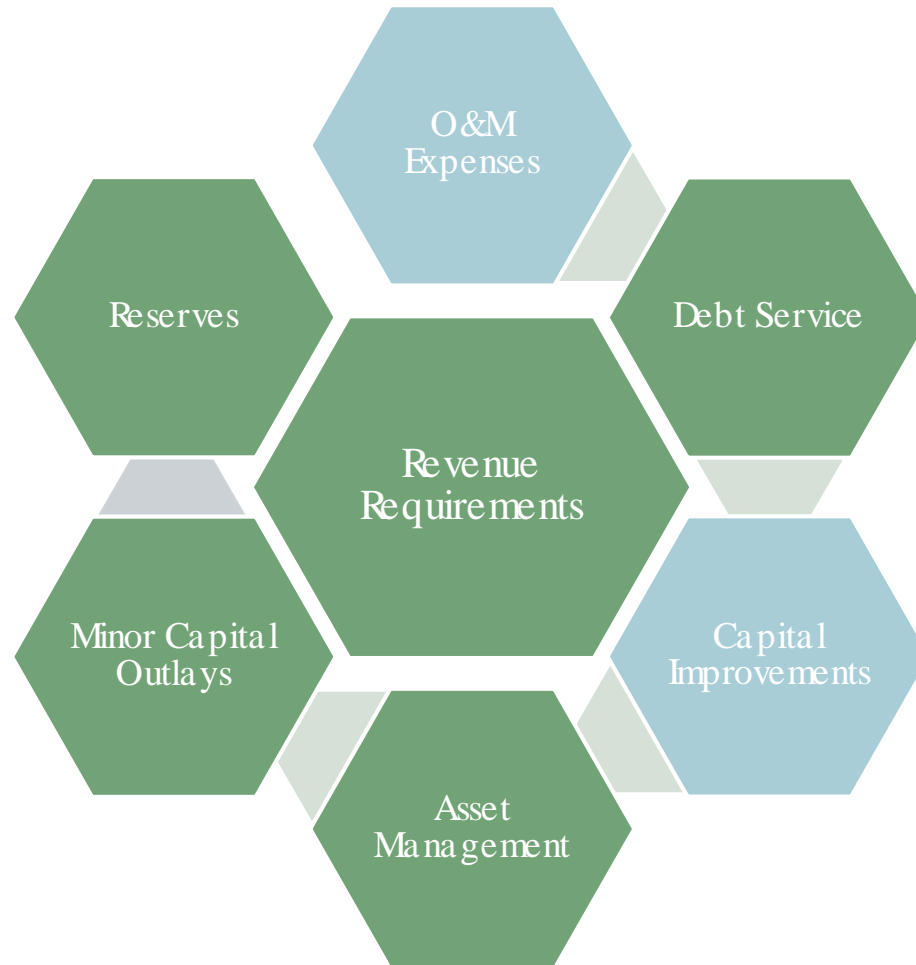 O&M
Expenses
Reserves
Debt Service
Revenue
Requirements
Minor Capital
Outlays
Capital
Improvements
Asset
Management